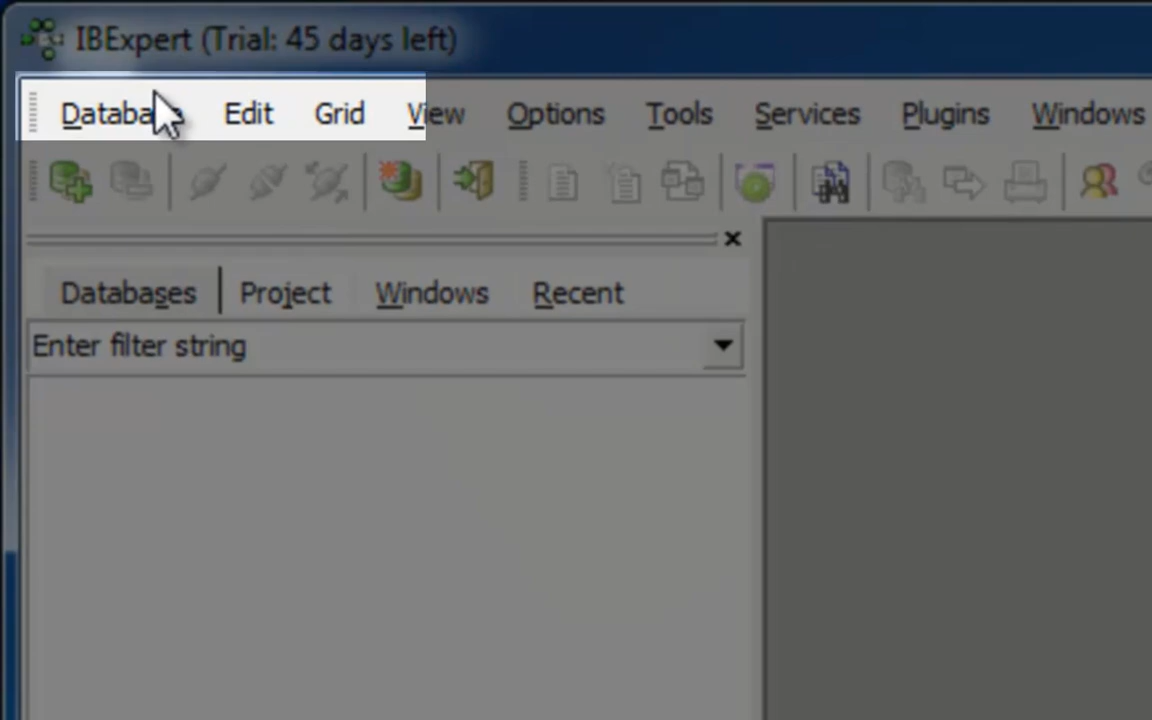 IBExpert (Trial: 45 days left)
Edit Grid View Options Tools Services Plugins Windows
Databases Project Windows Recent
Enter filter string